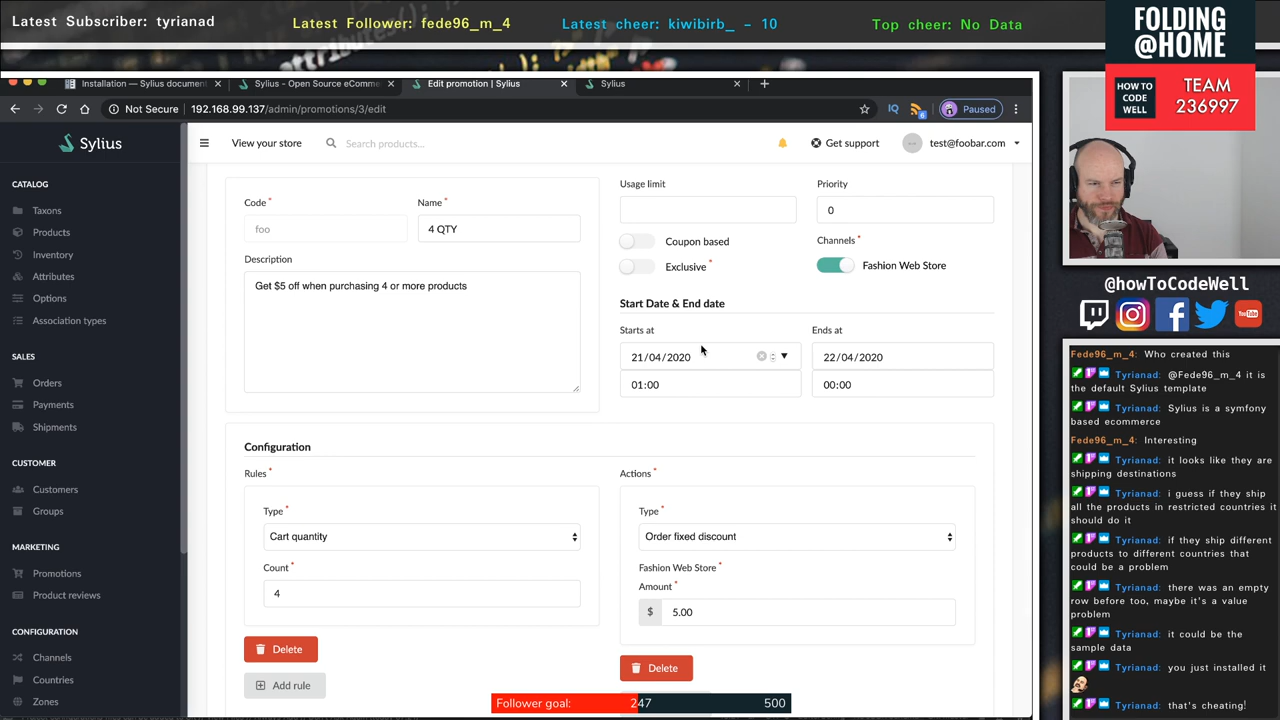 Latest Subscriber: tyrianad
Latest Follower: fede96_m_4
Latest cheer: kiwibirb_ - 10
Top cheer: No Data
FOLDING
@HOME
HOW TO
CODE
WELL
TEAM
236997
Installation — Sylius document
Sylius - Open Source eComme
Edit promotion | Sylius
Sylius
Not Secure
192.168.99.137/admin/promotions/3/edit
IQ
6
Paused
Sylius
View your store
Search products...
Get support
test@foobar.com
CATALOG
Taxons
Products
Inventory
Attributes
Options
Association types
SALES
Orders
Payments
Shipments
CUSTOMER
Customers
Groups
MARKETING
Promotions
Product reviews
CONFIGURATION
Channels
Countries
Zones
Code *
Name *
foo
4 QTY
Description
Get $5 off when purchasing 4 or more products
Usage limit
Priority
0
Coupon based
Exclusive *
Channels *
Fashion Web Store
Start Date & End date
Starts at
Ends at
21/04/2020
22/04/2020
01:00
00:00
Configuration
Rules *
Type *
Cart quantity
Count *
4
Delete
Add rule
Actions *
Type *
Order fixed discount
Fashion Web Store *
Amount *
$ 5.00
Delete
Follower goal: 247 500
@howToCodeWell
You Tube
Fede96_m_4: Who created this
Tyrianad: @Fede96_m_4 it is
the default Sylius template
Tyrianad: Sylius is a symfony
based ecommerce
Fede96_m_4: Interesting
Tyrianad: it looks like they are
shipping destinations
Tyrianad: i guess if they ship
all the products in restricted countries it
should do it
Tyrianad: if they ship different
products to different countries that
could be a problem
Tyrianad: there was an empty
row before too, maybe it's a value
problem
Tyrianad: it could be the
sample data
Tyrianad: you just installed it
Tyrianad: that's cheating!